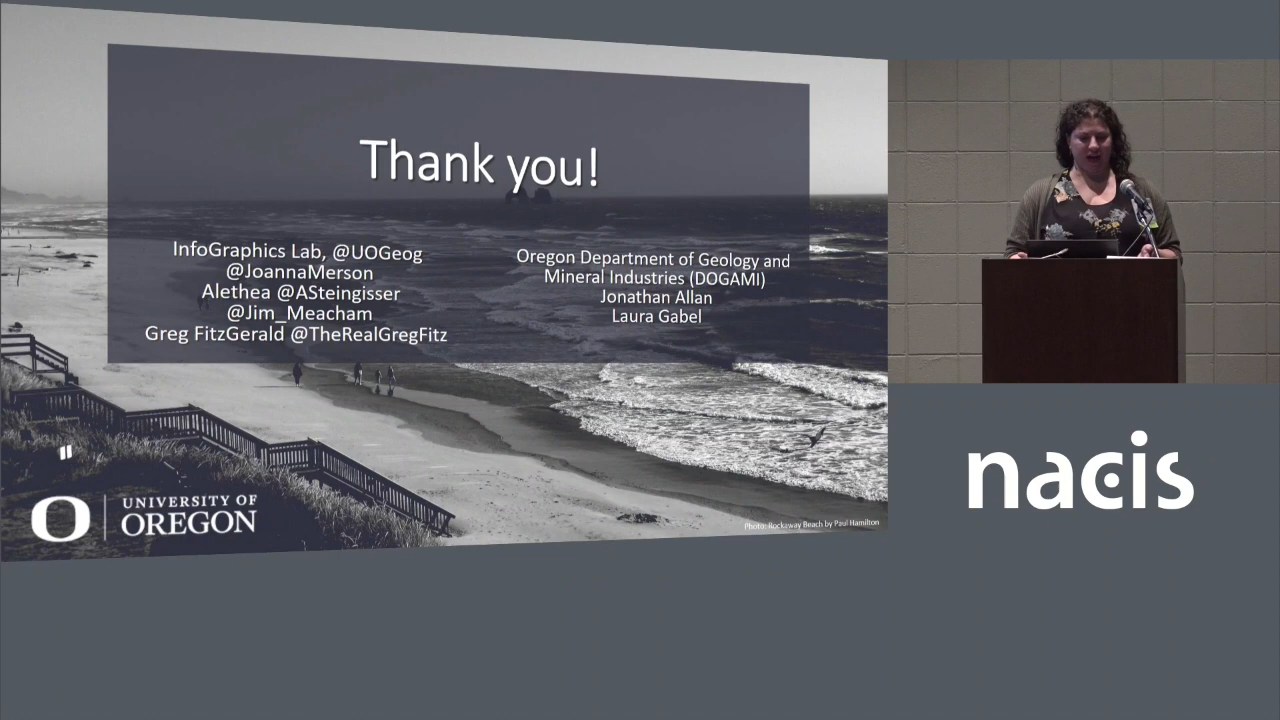 Thank you!
InfoGraphics Lab, @UOGeog
@JoannaMerson
Alethea @ASteingisser
@Jim_Meacham
Greg FitzGerald @TheRealGregFitz
Oregon Department of Geology and
Mineral Industries (DOGAMI)
Jonathan Allan
Laura Gabel
O
UNIVERSITY OF
OREGON
Photo: Rockaway Beach by Paul Hamilton
nacis